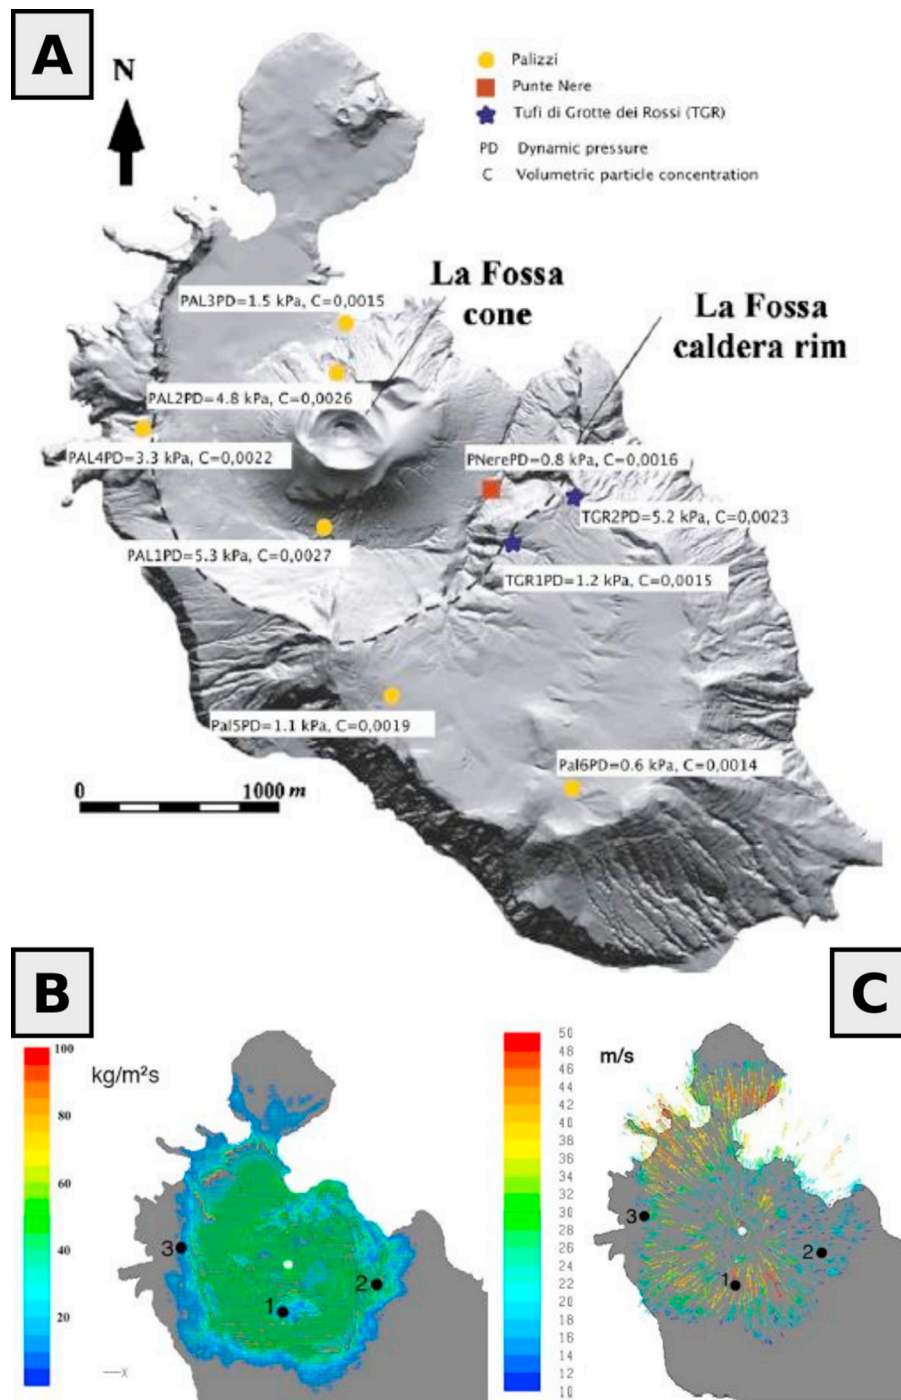 A
N
Palizzi
Punte Nere
Tufi di Grotte dei Rossi (TGR)
PD Dynamic pressure
C Volumetric particle concentration
La Fossa
cone
La Fossa
caldera rim
PAL3PD=1.5 kPa, C=0,0015
PAL2PD=4.8 kPa, C=0,0026
PAL4PD=3.3 kPa, C=0,0022
PNerePD=0.8 kPa, C=0,0016
TGR2PD=5.2 kPa, C=0,0023
PAL1PD=5.3 kPa, C=0,0027
TGR1PD=1.2 kPa, C=0,0015
Pal5PD=1.1 kPa, C=0,0019
Pal6PD=0.6 kPa, C=0,0014
0 1000 m
B
100
80
60
40
20
kg/m²s
3
2
1
X
C
50
48
46
44
42
40
38
36
34
32
30
28
26
24
22
20
18
16
14
12
10
m/s
3
2
1